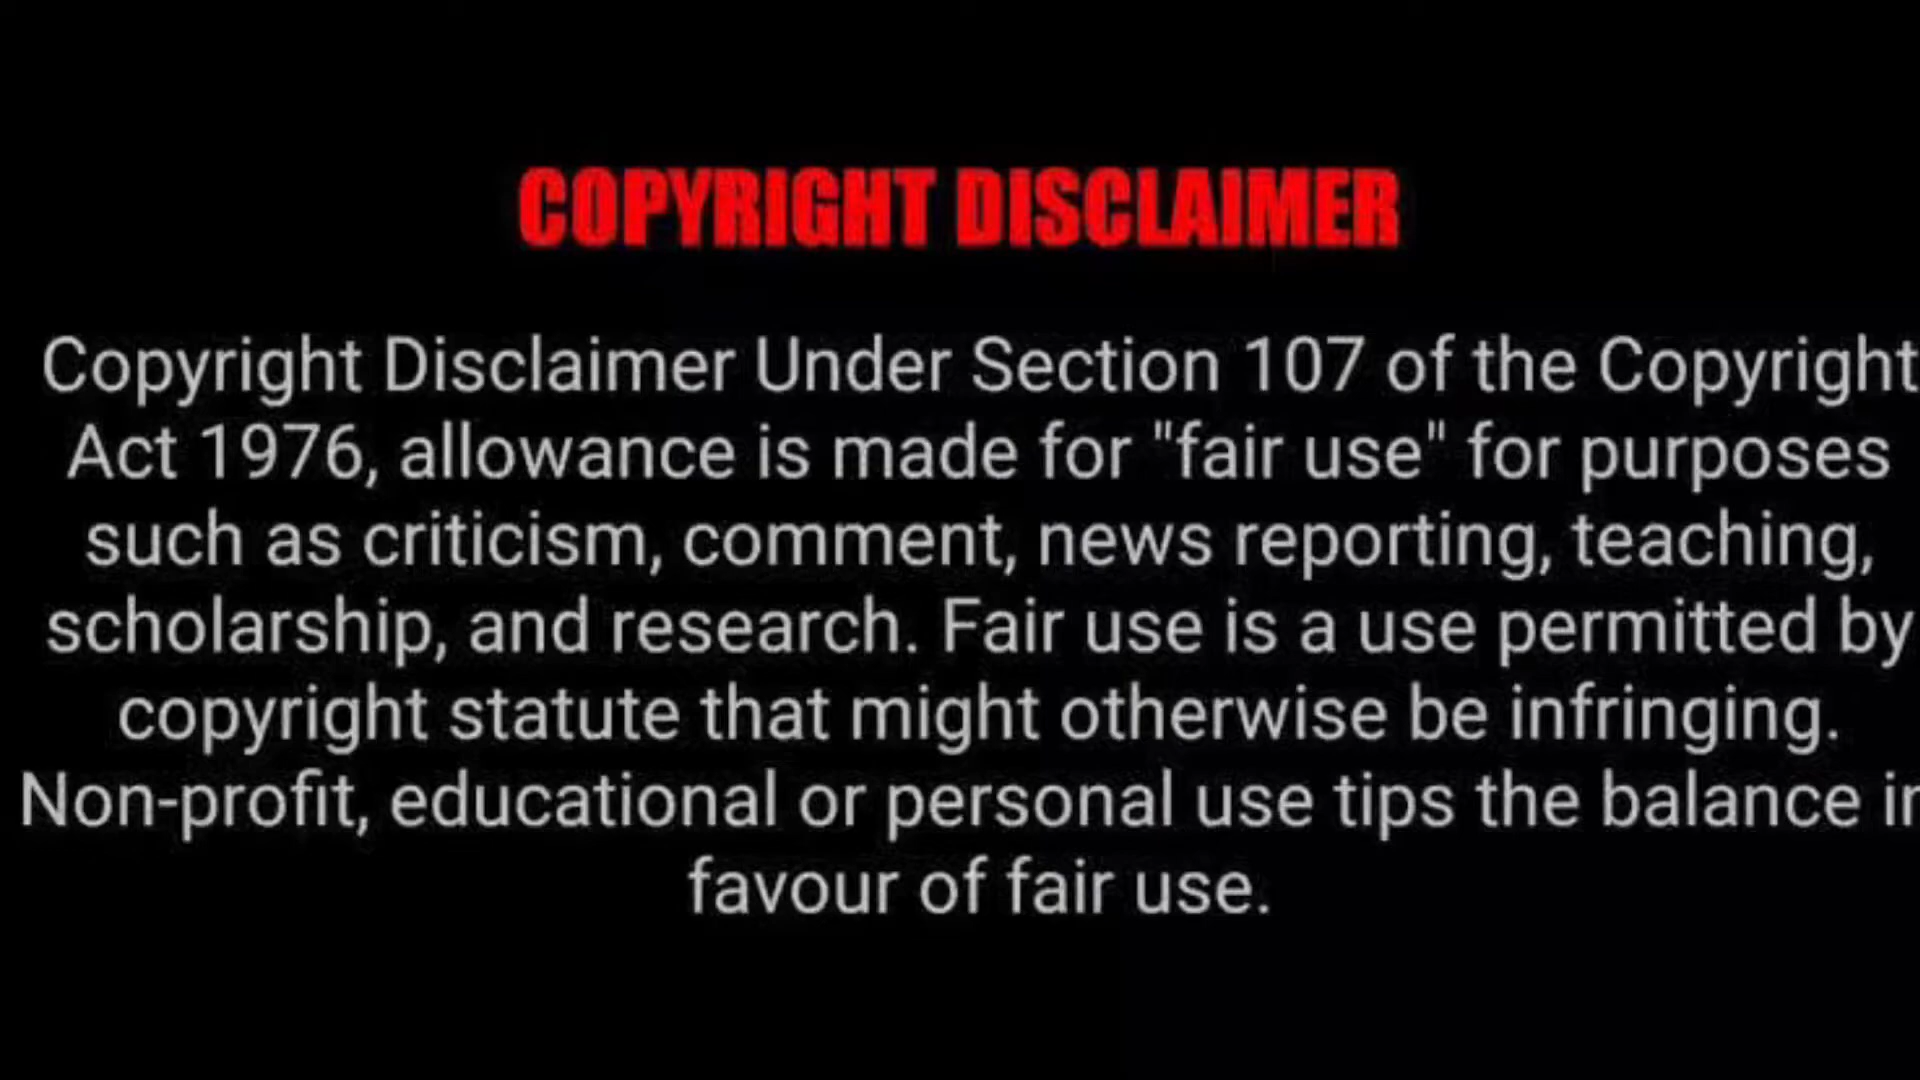 COPYRIGHT DISCLAIMER
Copyright Disclaimer Under Section 107 of the Copyright
Act 1976, allowance is made for "fair use" for purposes
such as criticism, comment, news reporting, teaching,
scholarship, and research. Fair use is a use permitted by
copyright statute that might otherwise be infringing.
Non-profit, educational or personal use tips the balance in
favour of fair use.